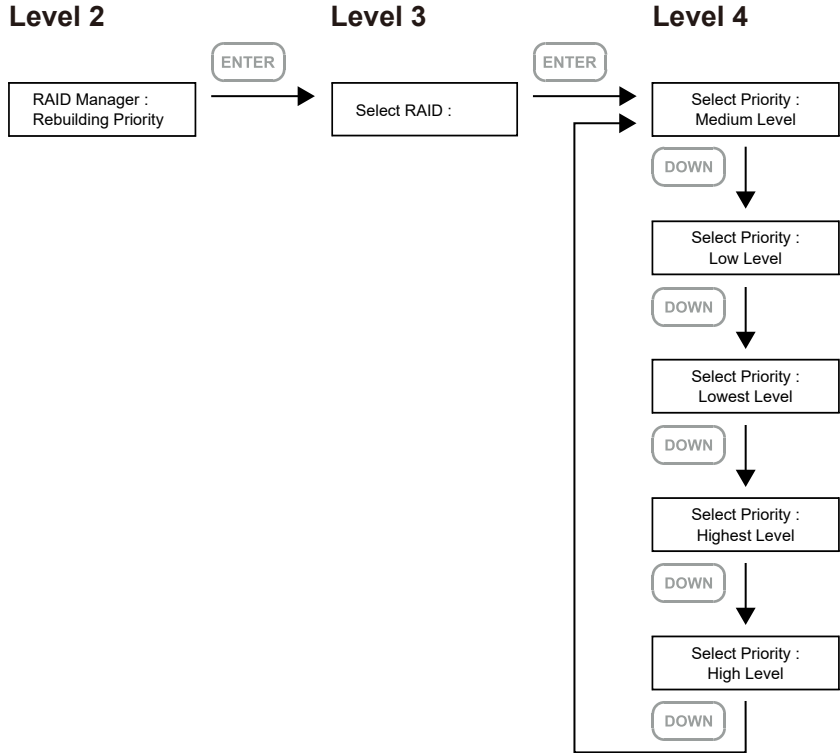 Level 2
Level 3
Level 4
ENTER
ENTER
RAID Manager :
Rebuilding Priority
Select RAID :
Select Priority :
Medium Level
DOWN
Select Priority :
Low Level
DOWN
Select Priority :
Lowest Level
DOWN
Select Priority :
Highest Level
DOWN
Select Priority :
High Level
DOWN